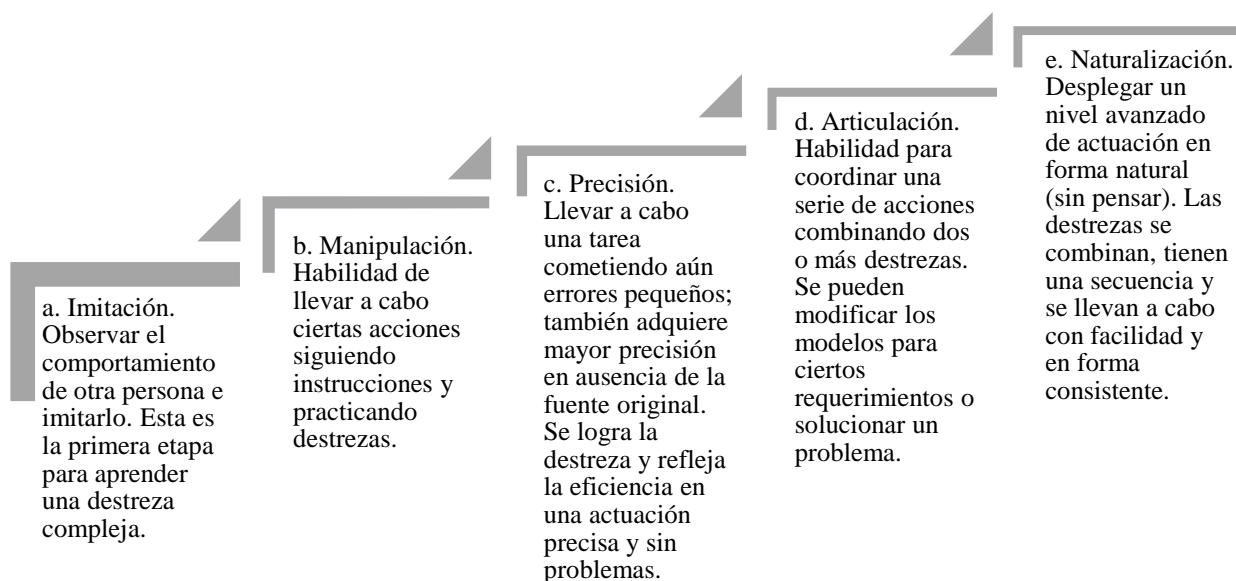 a. Imitación.
Observar el
comportamiento
de otra persona e
imitarlo. Esta es
la primera etapa
para aprender
una destreza
compleja.
b. Manipulación.
Habilidad de
llevar a cabo
ciertas acciones
siguiendo
instrucciones y
practicando
destrezas.
c. Precisión.
Llevar a cabo
una tarea
cometiendo aún
errores pequeños;
también adquiere
mayor precisión
en ausencia de la
fuente original.
Se logra la
destreza y refleja
la eficiencia en
una actuación
precisa y sin
problemas.
d. Articulación.
Habilidad para
coordinar una
serie de acciones
combinando dos
o más destrezas.
Se pueden
modificar los
modelos para
ciertos
requerimientos o
solucionar un
problema.
e. Naturalización.
Desplegar un
nivel avanzado
de actuación en
forma natural
(sin pensar). Las
destrezas se
combinan, tienen
una secuencia y
se llevan a cabo
con facilidad y
en forma
consistente.